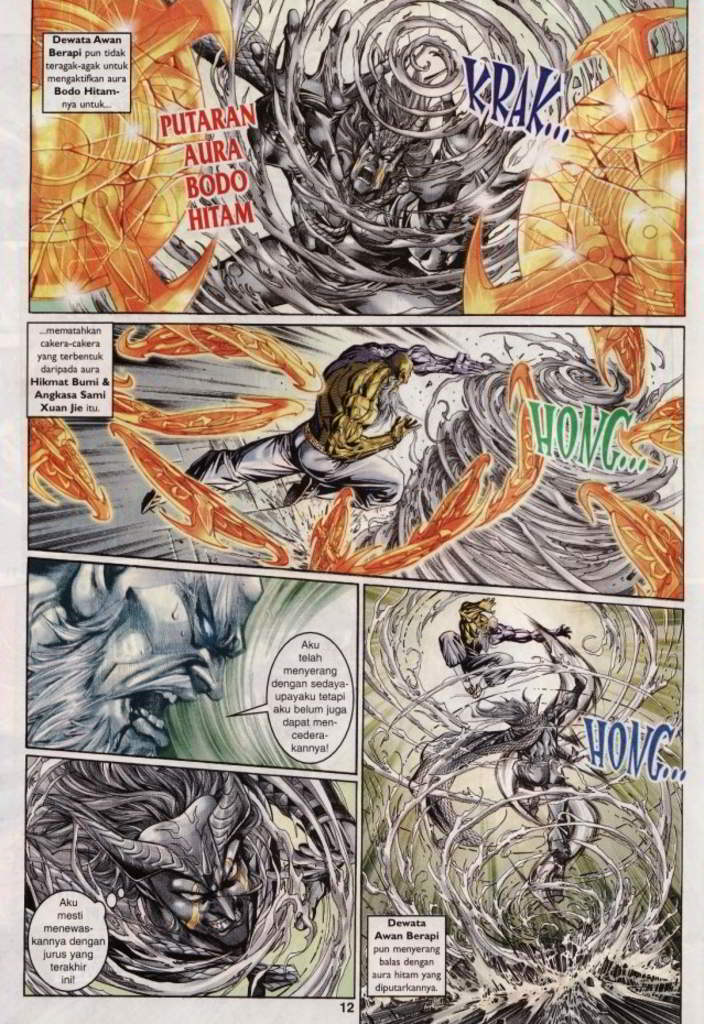 Dewata Awan
Berapi pun tidak
teragak-agak untuk
mengaktifkan aura
Bodo Hitam-
nya untuk...
PUTARAN
AURA
BODO
HITAM
KRAK...
...mematahkan
cakera-cakera
yang terbentuk
daripada aura
Hikmat Bumi &
Angkasa Sami
Xuan Jie itu.
HONG...
Aku
telah
menyerang
dengan sedaya-
upayaku tetapi
aku belum juga
dapat men-
cedera-
kannya!
HONG...
Aku
mesti
menewas-
kannya dengan
jurus yang
terakhir
ini!
Dewata
Awan Berapi
pun menyerang
balas dengan
aura hitam yang
diputarkannya.
12